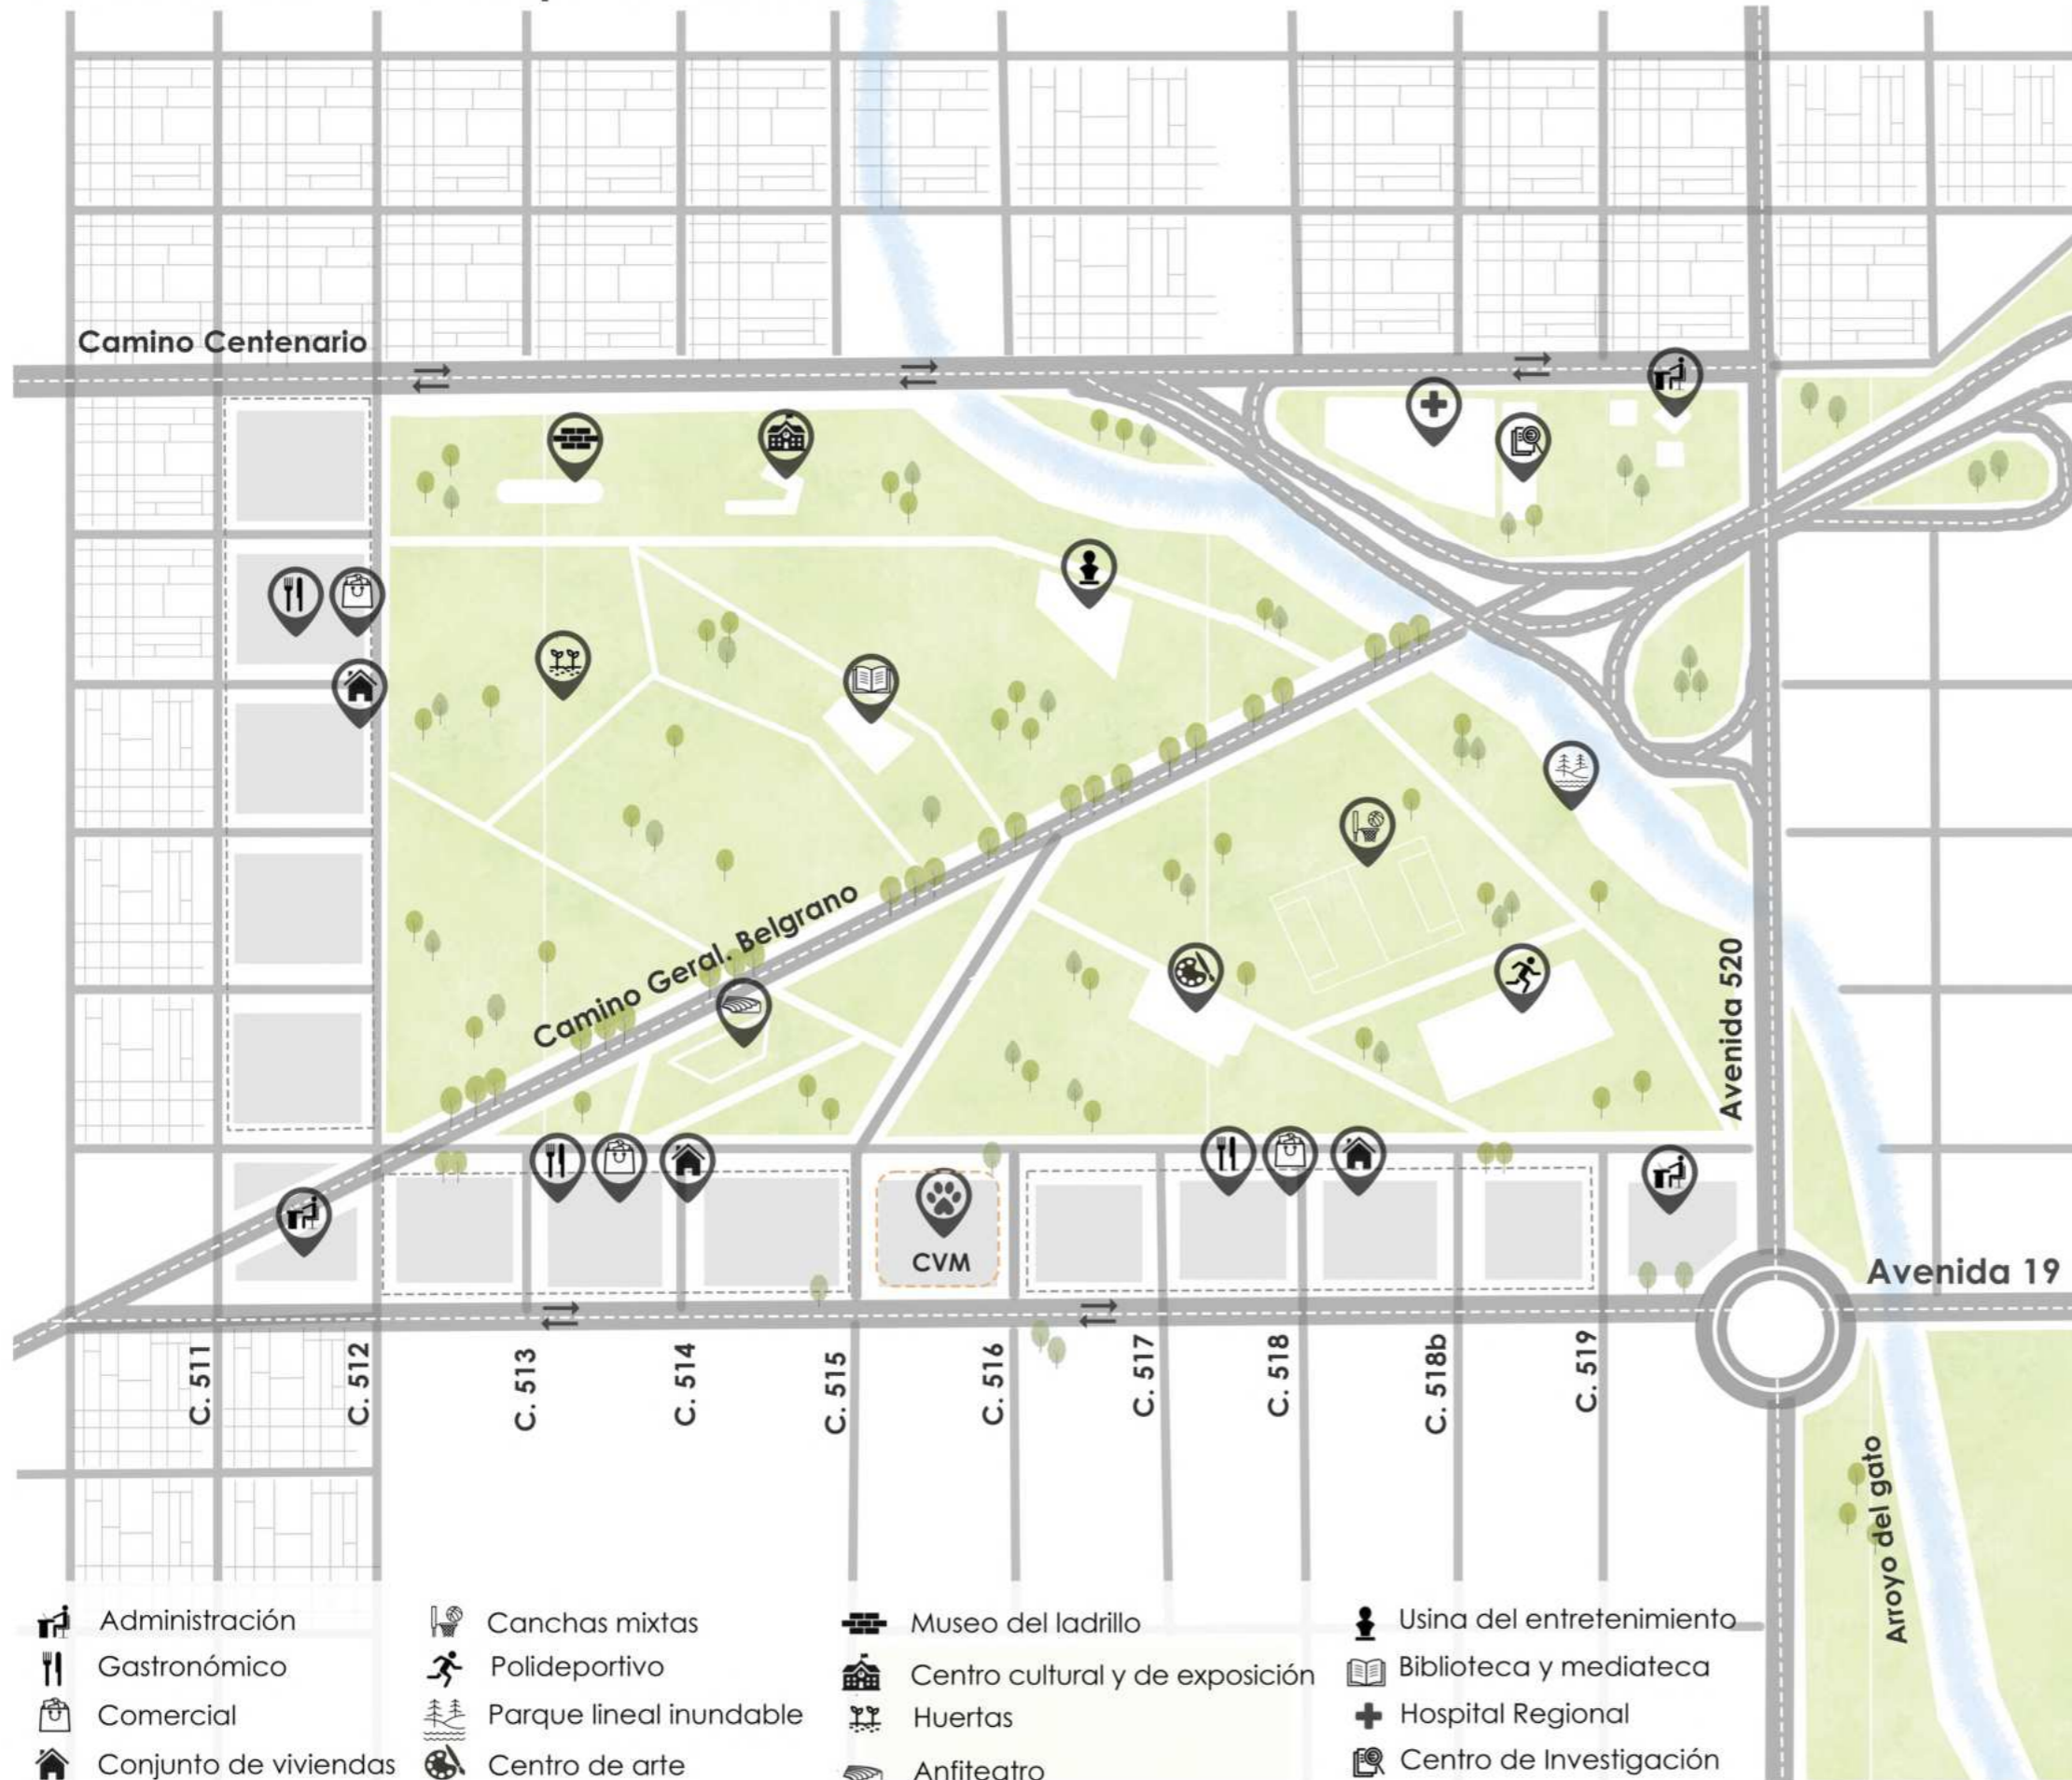 Camino Centenario
Camino Geral. Belgrano
Avenida 520
CVM
Avenida 19
C. 511
C. 512
C. 513
C. 514
C. 515
C. 516
C. 517
C. 518
C. 518b
C. 519
Arroyo del gato
Administración
Gastronómico
Comercial
Conjunto de viviendas
Canchas mixtas
Polideportivo
Parque lineal inundable
Centro de arte
Museo del ladrillo
Centro cultural y de exposición
Huertas
Anfiteatro
Usina del entretenimiento
Biblioteca y mediateca
Hospital Regional
Centro de Investigación